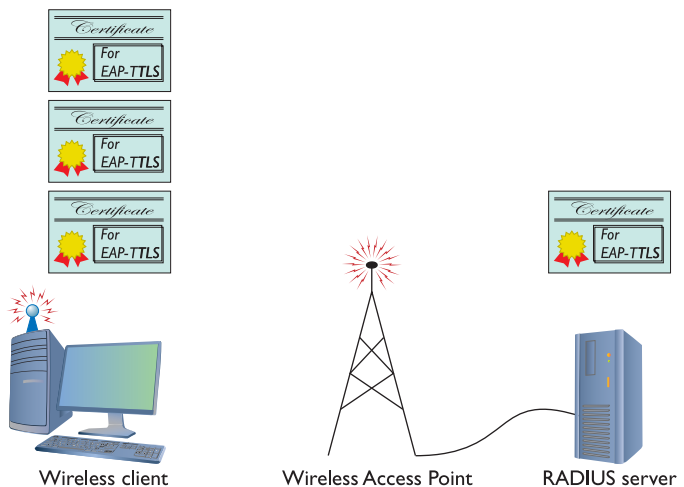 Certificate
For
EAP-TTLS
Certificate
For
EAP-TTLS
Certificate
For
EAP-TTLS
Certificate
For
EAP-TTLS
Wireless client
Wireless Access Point
RADIUS server